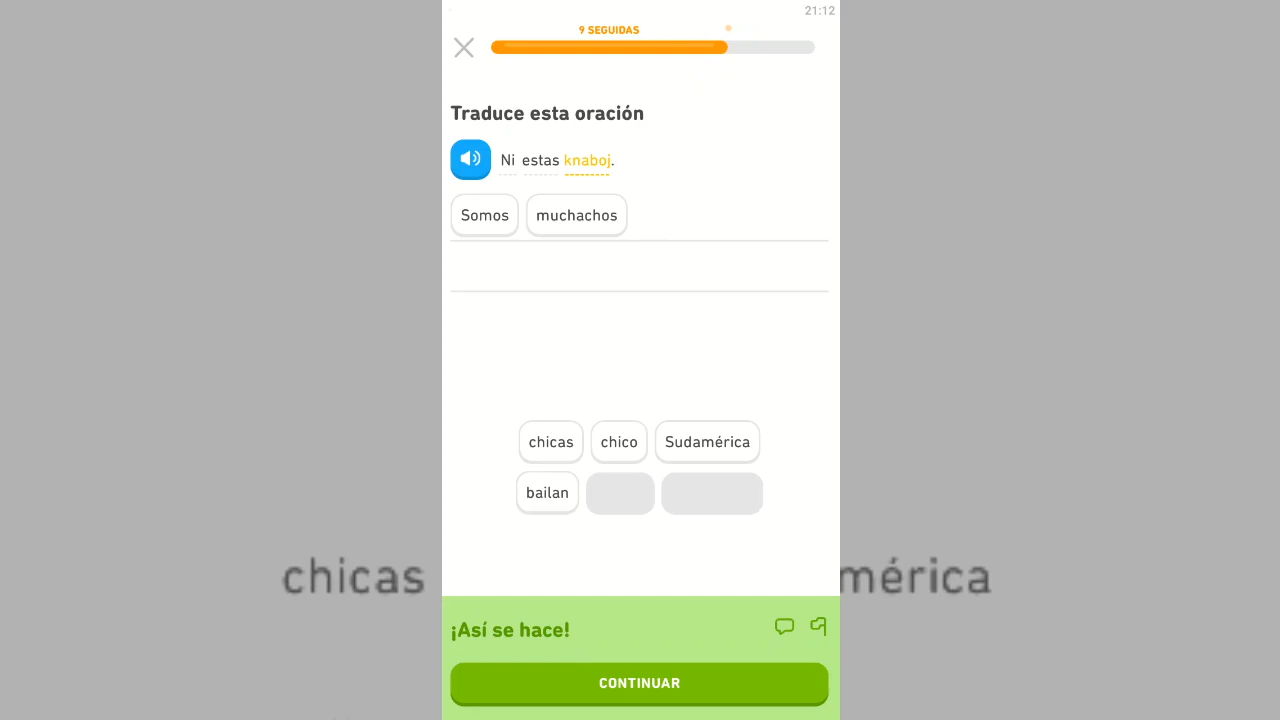 21:12
9 SEGUIDAS
Traduce esta oración
Ni estas knaboj.
Somos muchachos
chicas chico Sudamérica
bailan
chicas mérica
¡Así se hace!
CONTINUAR